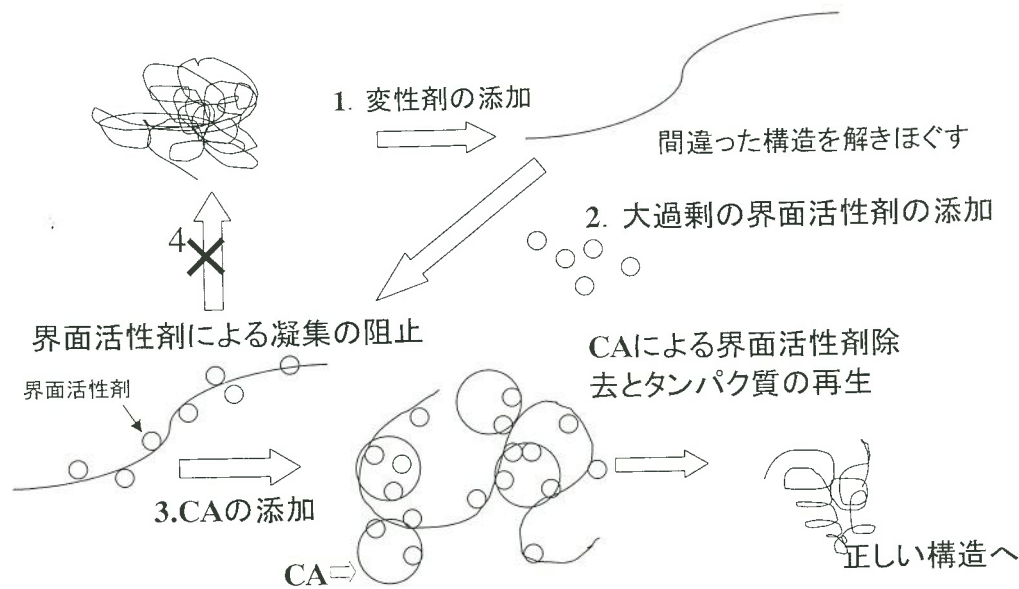 1. 変性剤の添加
間違った構造を解きほぐす
2. 大過剰の界面活性剤の添加
4
界面活性剤による凝集の阻止
界面活性剤
CAによる界面活性剤除
去とタンパク質の再生
3.CAの添加
CA
正しい構造へ